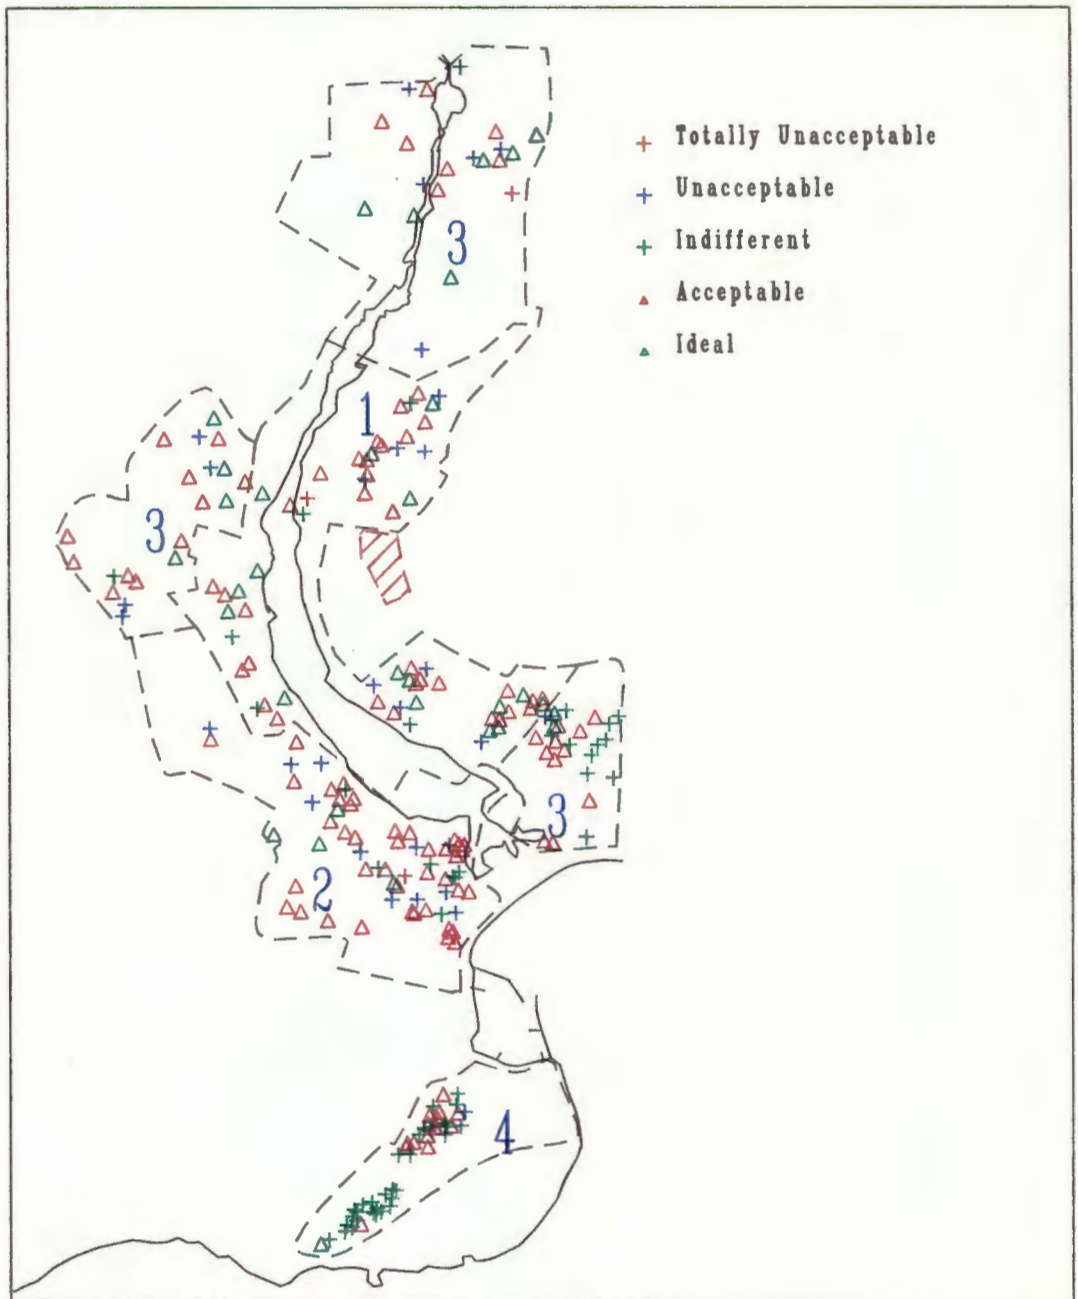 Totally Unacceptable
Unacceptable
3
Indifferent
Acceptable
Ideal
1
3
3
2
4